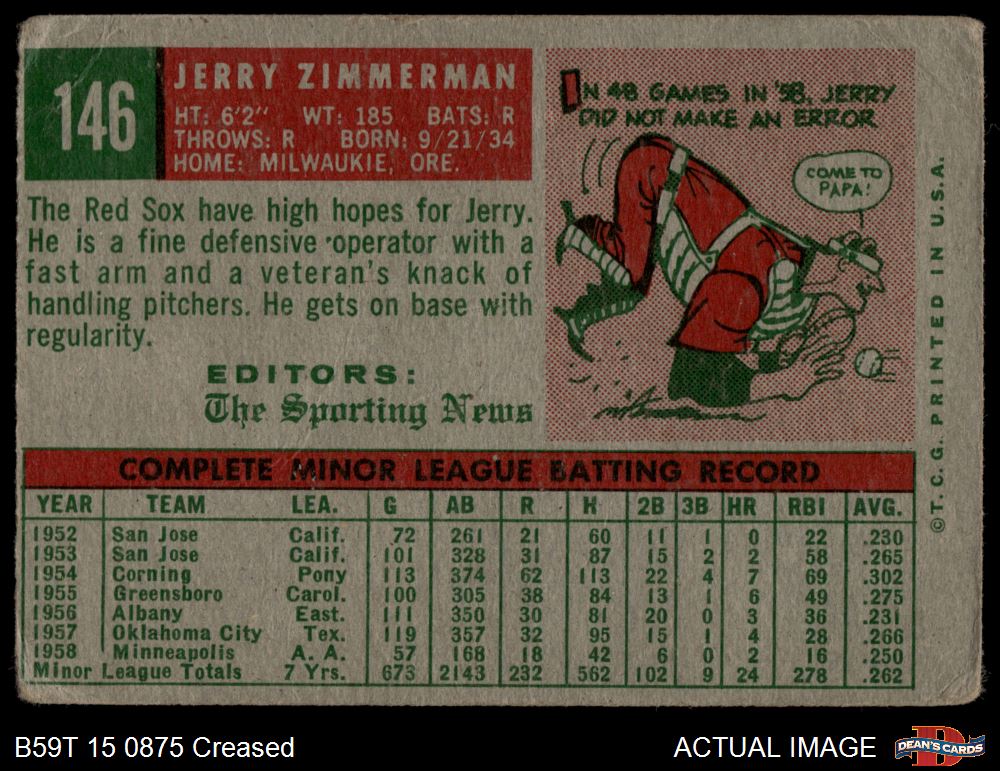 146
JERRY ZIMMERMAN
HT: 6'2" WT: 185 BATS: R
THROWS: R BORN: 9/21/34
HOME: MILWAUKIE, ORE.
The Red Sox have high hopes for Jerry.
He is a fine defensive operator with a
fast arm and a veteran's knack of
handling pitchers. He gets on base with
regularity.
EDITORS:
The Sporting News
IN 48 GAMES IN '58, JERRY
DID NOT MAKE AN ERROR
COME TO
PAPA!
©T.C.G. PRINTED IN U.S.A.
COMPLETE MINOR LEAGUE BATTING RECORD
YEAR TEAM LEA. G AB R H 2B 3B HR RBI AVG.
1952 San Jose Calif. 72 261 21 60 11 1 0 22 .230
1953 San Jose Calif. 101 328 31 87 15 2 2 58 .265
1954 Corning Pony 113 374 62 113 22 4 7 69 .302
1955 Greensboro Carol. 100 305 38 84 13 1 6 49 .275
1956 Albany East. 111 350 30 81 20 0 3 36 .231
1957 Oklahoma City Tex. 119 357 32 95 15 1 4 28 .266
1958 Minneapolis A. A. 57 168 18 42 6 0 2 16 .250
Minor League Totals 7 Yrs. 673 2143 232 562 102 9 24 278 .262
B59T 15 0875 Creased
ACTUAL IMAGE
D
DEAN'S CARDS